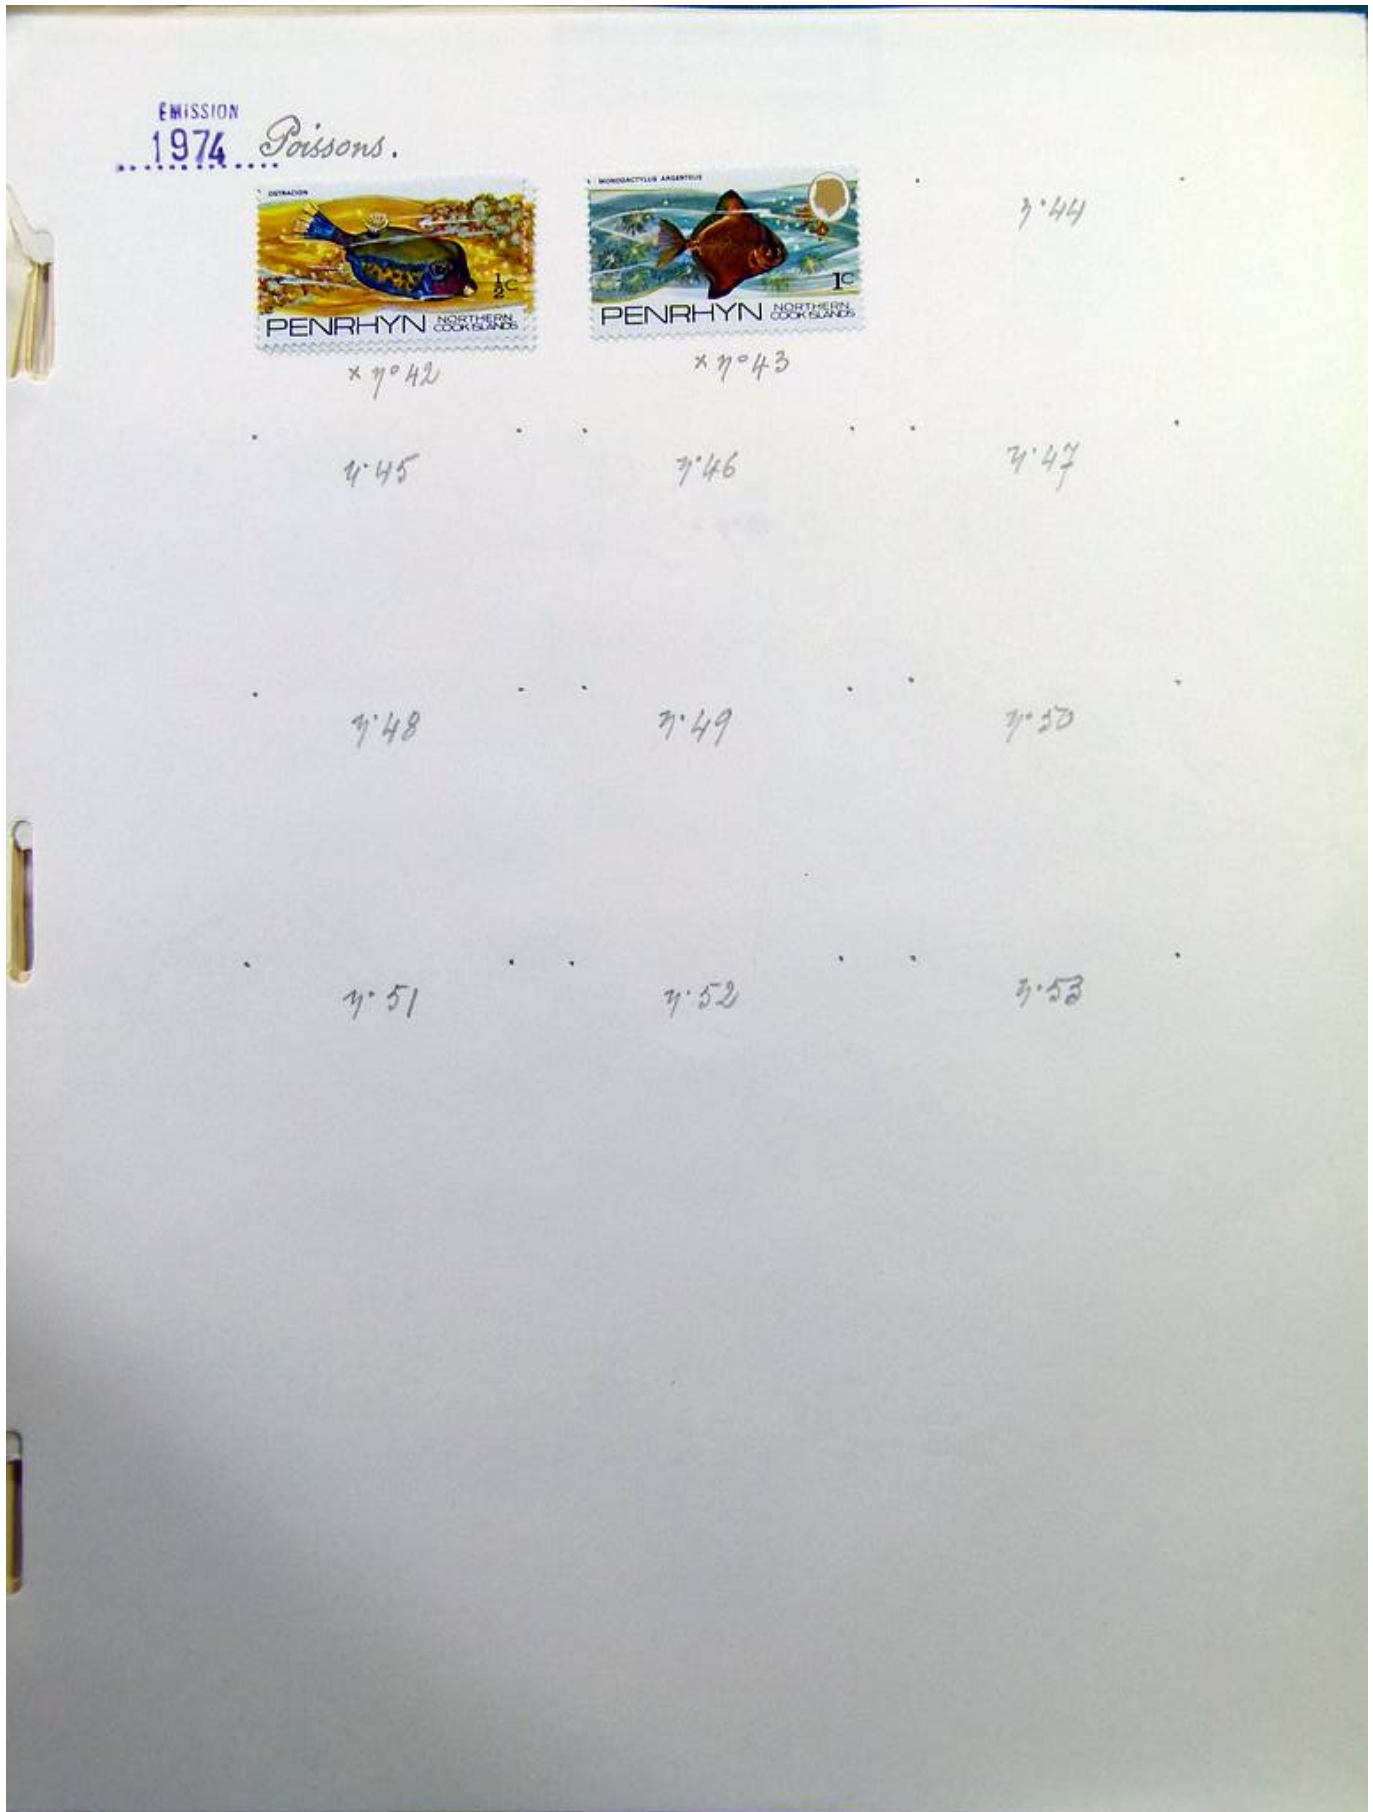 ÉMISSION
1974 Poissons.
OSTRACION
½c
PENRHYN NORTHERN
COOK ISLANDS
MONODACTYLUS ARGENTEUS
1c
PENRHYN NORTHERN
COOK ISLANDS
n•44
x n° 42
x n° 43
n•45
n•46
n•47
n•48
n•49
n•50
n•51
n•52
n•53